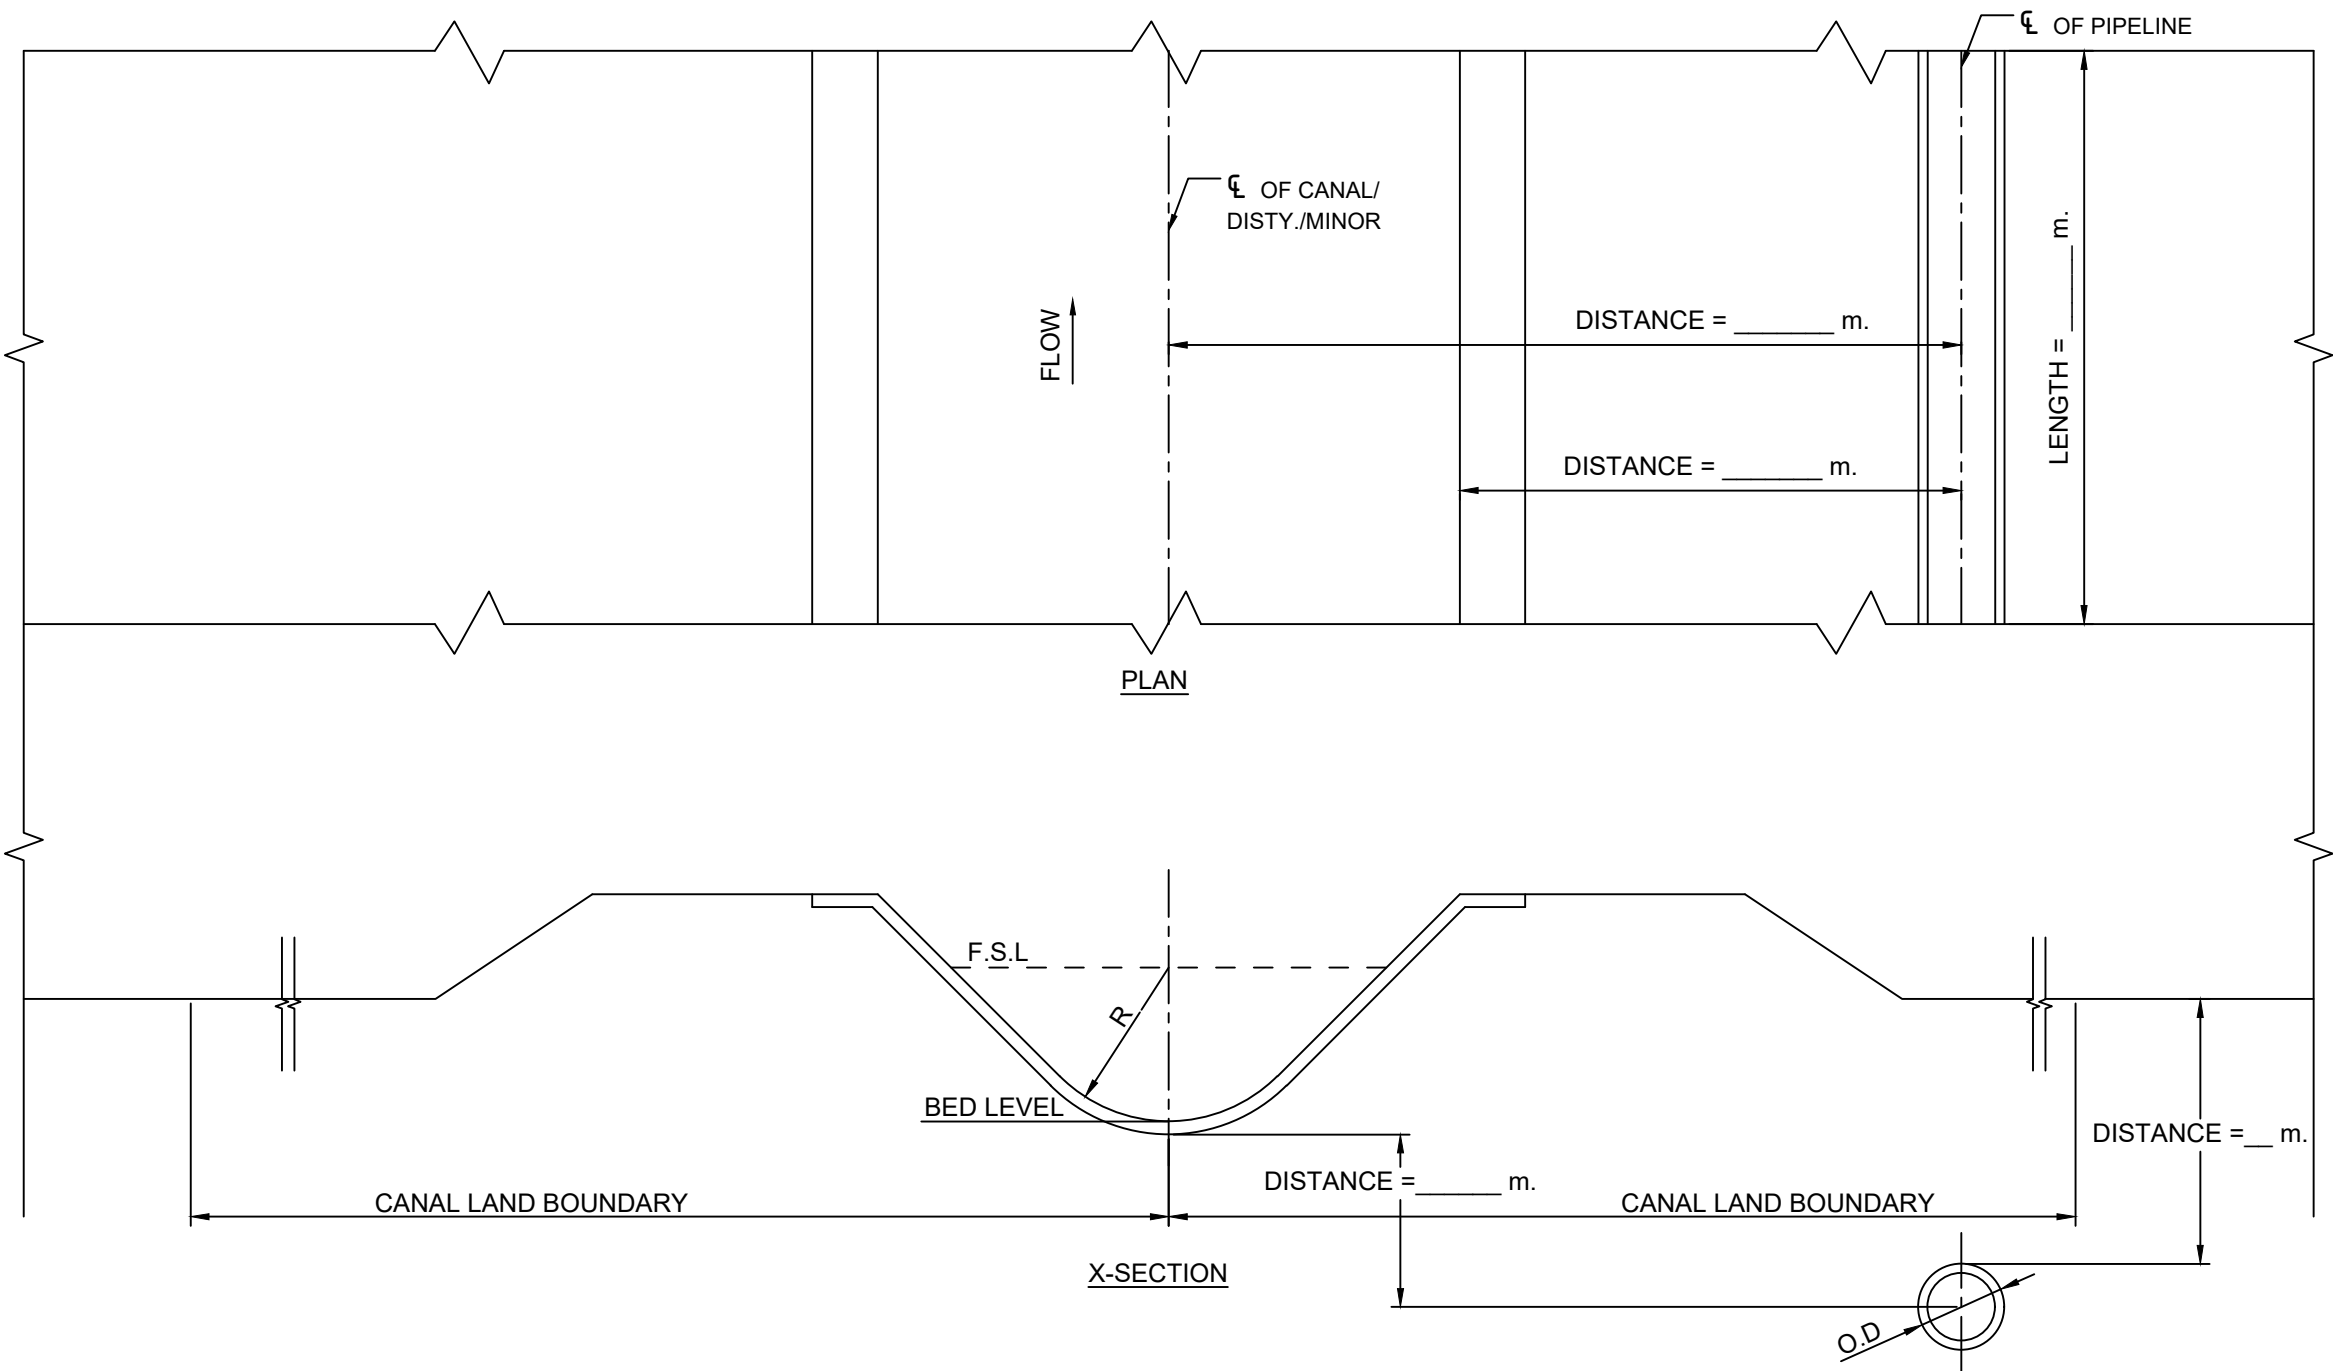 ℄ OF PIPELINE
℄ OF CANAL/
DISTY./MINOR
FLOW
DISTANCE = _______ m.
LENGTH = ______ m.
DISTANCE = _______ m.
PLAN
F.S.L
R
BED LEVEL
DISTANCE =__ m.
DISTANCE =______ m.
CANAL LAND BOUNDARY
CANAL LAND BOUNDARY
X-SECTION
O.D